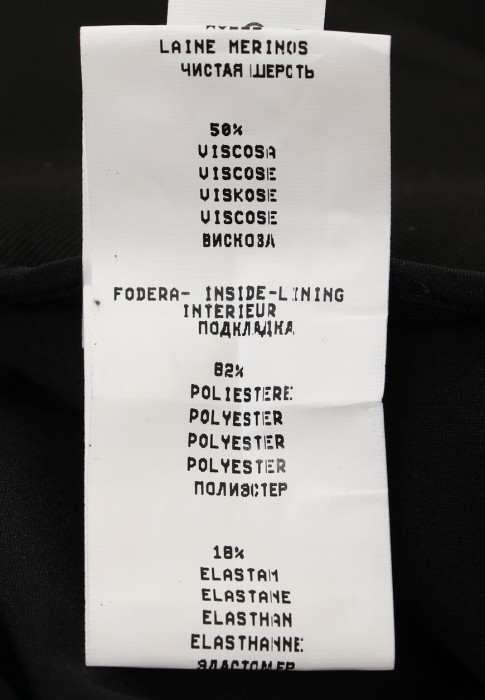 LAINE MERINOS
ЧИСТАЯ ШЕРСТЬ
50%
VISCOSA
VISCOSE
VISKOSE
VISCOSE
ВИСКОЗА
FODERA- INSIDE-LINING
INTERIEUR
ПОДКЛАДКА
82%
POLIESTERE
POLYESTER
POLYESTER
POLYESTER
ПОЛИЭСТЕР
18%
ELASTAM
ELASTANE
ELASTHAN
ELASTHANNE
ЭЛАСТОМЕР